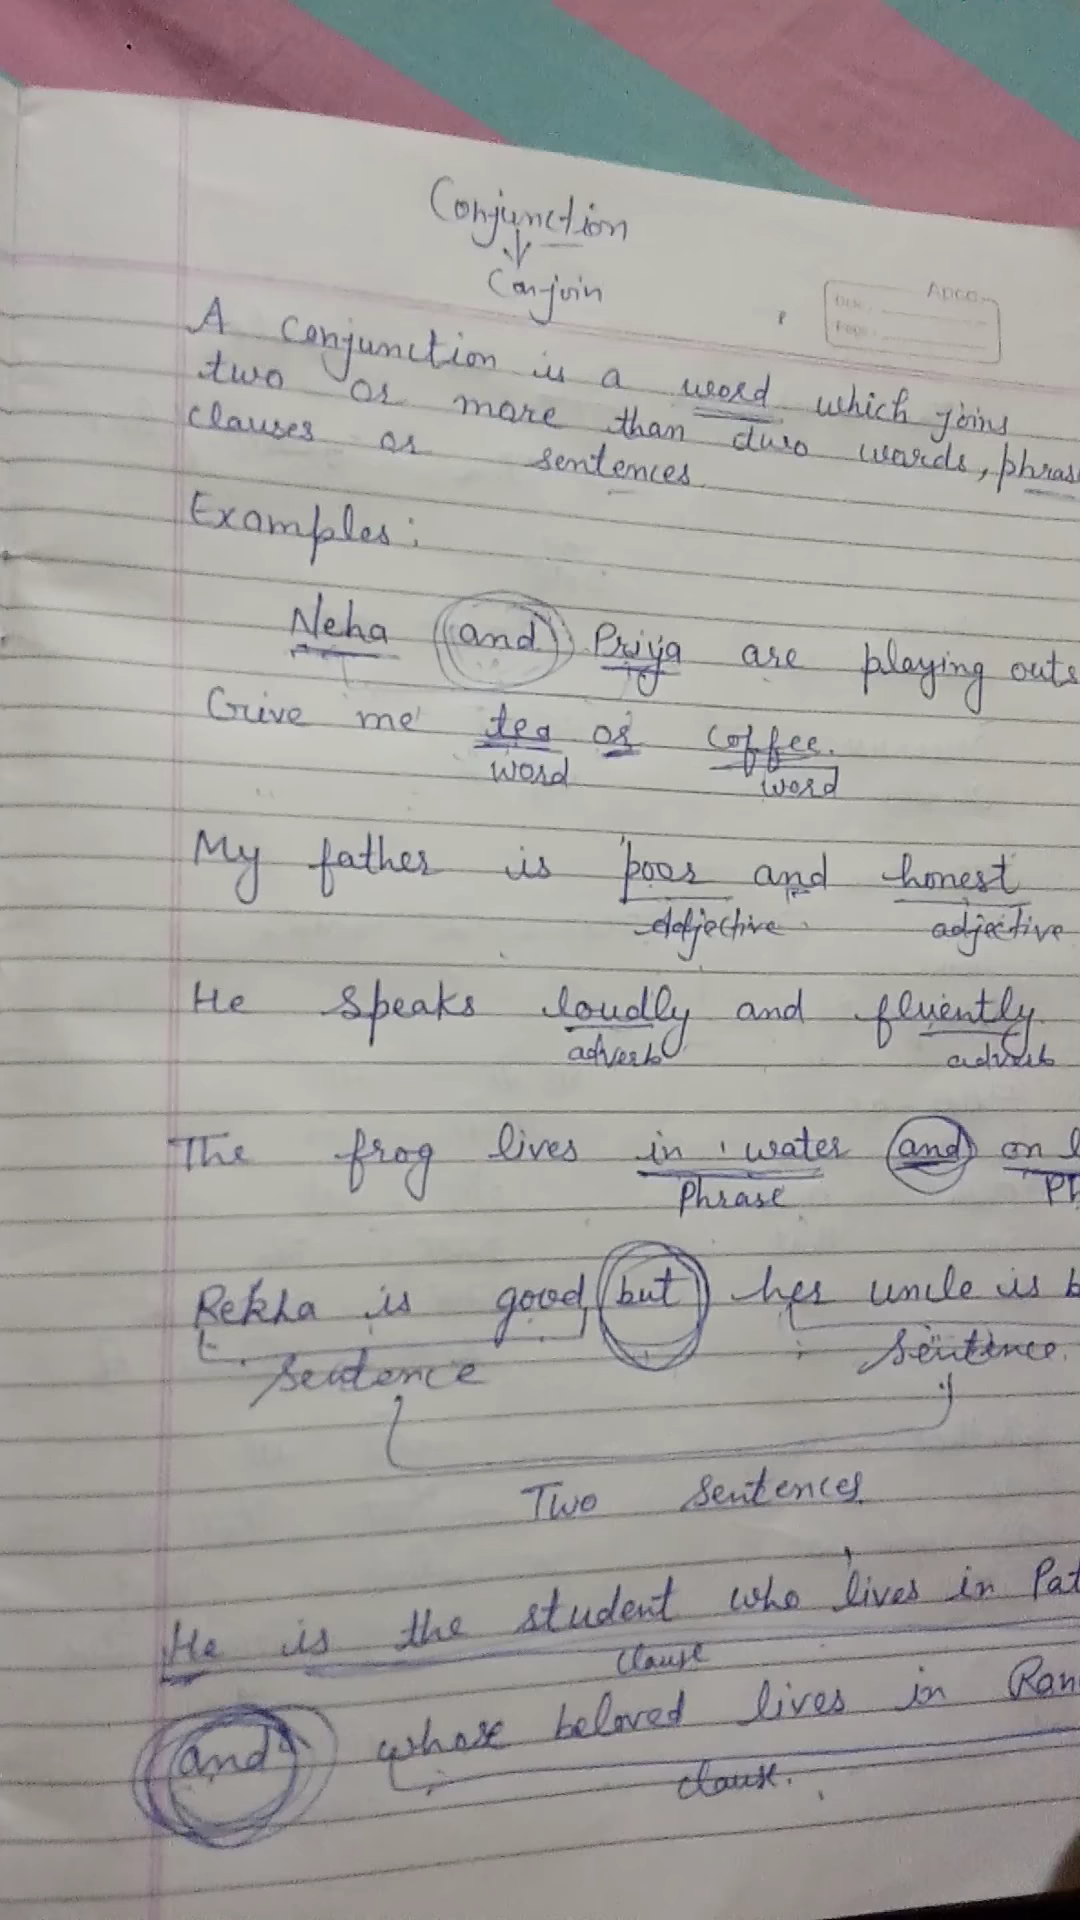 Conjunction
Con-join
A conjunction is a word which joins
two or more than two words, phras
clauses or sentences
Examples:
Neha and Priya are playing outs
Give me tea or coffee.
word word
My father is poor and honest
adjective adjective
He speaks loudly and fluently
adverb adverb
The frog lives in water and on l
Phrase Ph
Rekha is good but her uncle is b
Sentence Sentence.
Two Sentences
He is the student who lives in Pat
clause
and whose beloved lives in Ran
clause.